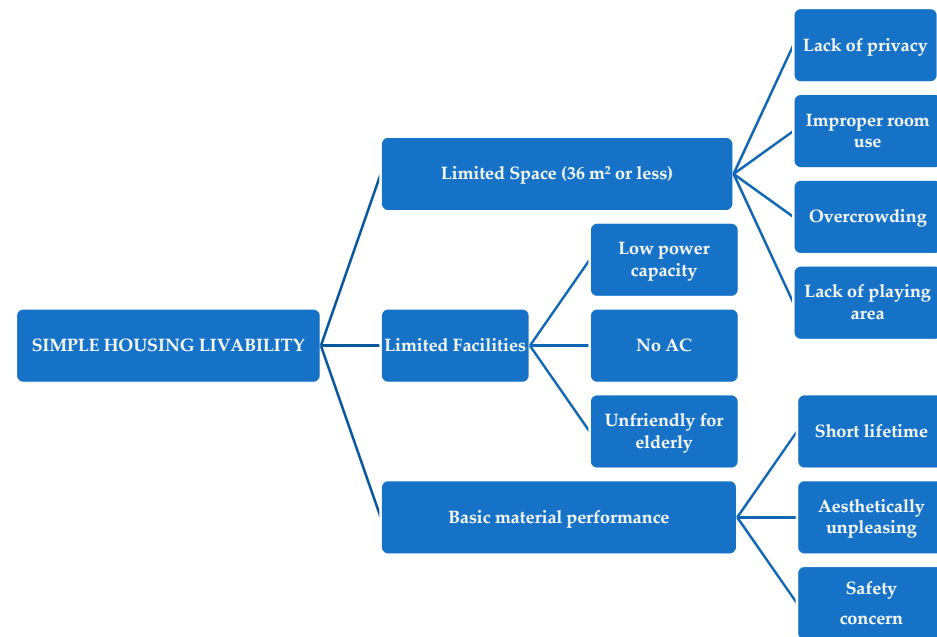 SIMPLE HOUSING LIVABILITY
Limited Space (36 m² or less)
Lack of privacy
Improper room
use
Overcrowding
Lack of playing
area
Limited Facilities
Low power
capacity
No AC
Unfriendly for
elderly
Basic material performance
Short lifetime
Aesthetically
unpleasing
Safety
concern